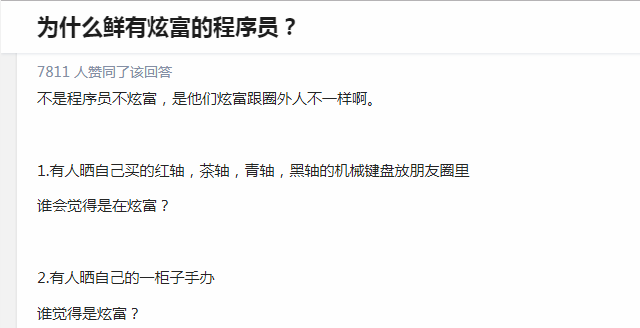 为什么鲜有炫富的程序员？
7811 人赞同了该回答
不是程序员不炫富，是他们炫富跟圈外人不一样啊。
1.有人晒自己买的红轴，茶轴，青轴，黑轴的机械键盘放朋友圈里
谁会觉得是在炫富？
2.有人晒自己的一柜子手办
谁觉得是炫富？